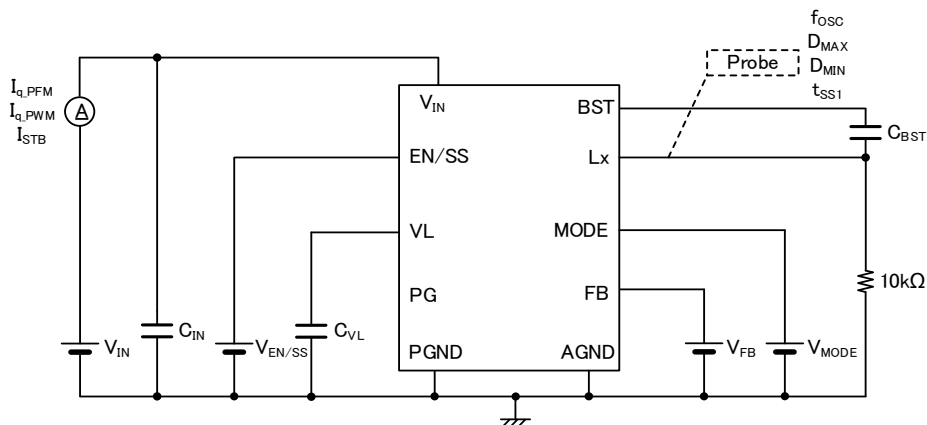 fOSC
DMAX
DMIN
tSS1
Probe
Iq_PFM
Iq_PWM
ISTB
A
VIN
BST
CBST
EN/SS
Lx
VL
MODE
PG
FB
10kΩ
PGND
AGND
VIN
CIN
VEN/SS
CVL
VFB
VMODE